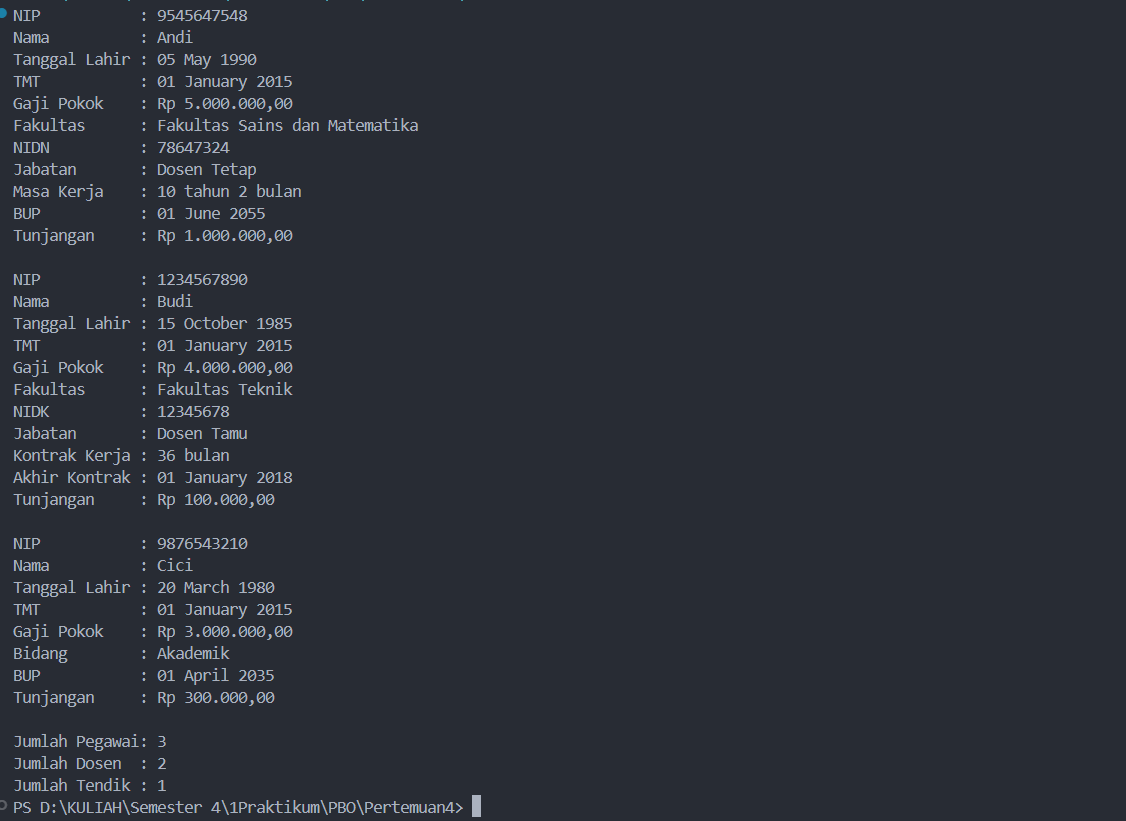 NIP           : 9545647548
Nama          : Andi
Tanggal Lahir : 05 May 1990
TMT           : 01 January 2015
Gaji Pokok    : Rp 5.000.000,00
Fakultas      : Fakultas Sains dan Matematika
NIDN          : 78647324
Jabatan       : Dosen Tetap
Masa Kerja    : 10 tahun 2 bulan
BUP           : 01 June 2055
Tunjangan     : Rp 1.000.000,00

NIP           : 1234567890
Nama          : Budi
Tanggal Lahir : 15 October 1985
TMT           : 01 January 2015
Gaji Pokok    : Rp 4.000.000,00
Fakultas      : Fakultas Teknik
NIDK          : 12345678
Jabatan       : Dosen Tamu
Kontrak Kerja : 36 bulan
Akhir Kontrak : 01 January 2018
Tunjangan     : Rp 100.000,00

NIP           : 9876543210
Nama          : Cici
Tanggal Lahir : 20 March 1980
TMT           : 01 January 2015
Gaji Pokok    : Rp 3.000.000,00
Bidang        : Akademik
BUP           : 01 April 2035
Tunjangan     : Rp 300.000,00

Jumlah Pegawai: 3
Jumlah Dosen  : 2
Jumlah Tendik : 1
PS D:\KULIAH\Semester 4\1Praktikum\PBO\Pertemuan4>